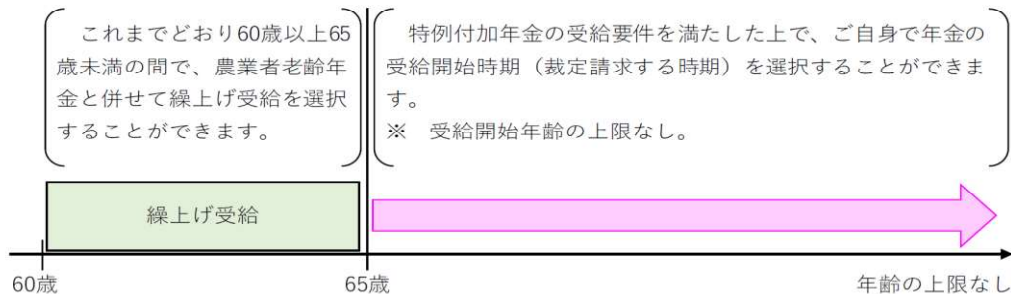 これまでどおり60歳以上65
歳未満の間で、農業者老齢年
金と併せて繰上げ受給を選択
することができます。
特例付加年金の受給要件を満たした上で、ご自身で年金の
受給開始時期（裁定請求する時期）を選択することができま
す。
※　受給開始年齢の上限なし。
繰上げ受給
60歳
65歳
年齢の上限なし